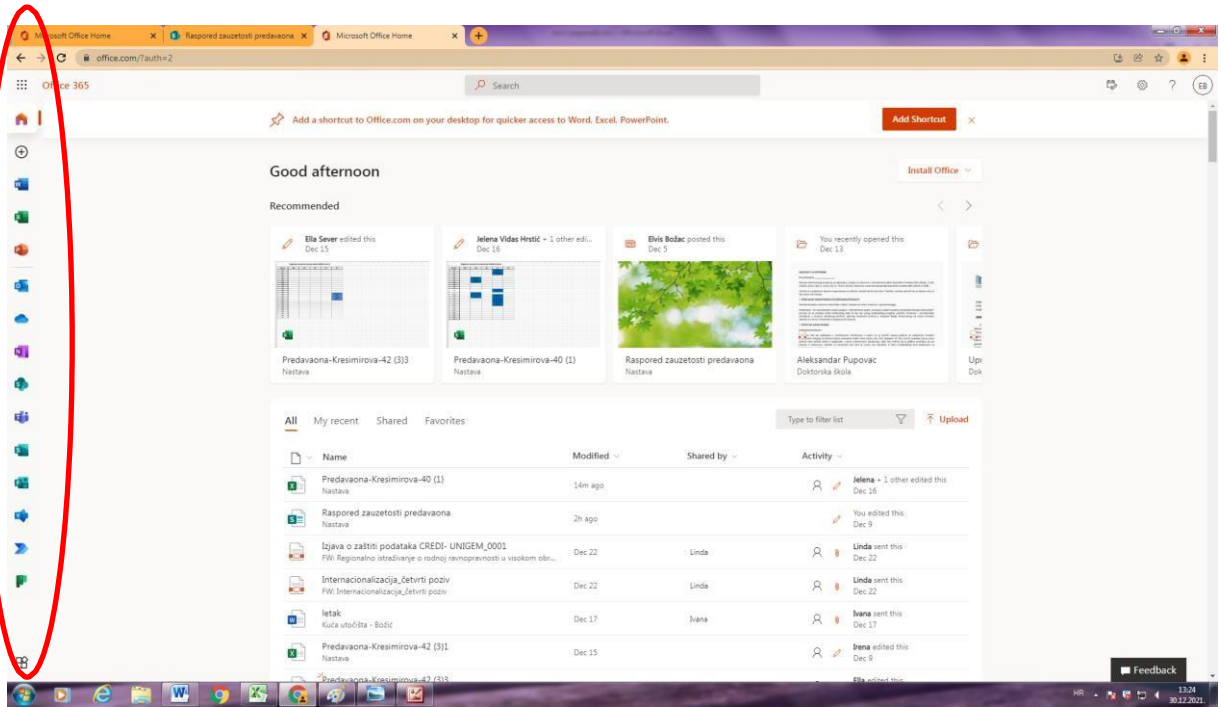 Microsoft Office Home
Raspored zauzetosti predavaona
Microsoft Office Home
office.com/?auth=2
Office 365
Search
EB
Add a shortcut to Office.com on your desktop for quicker access to Word, Excel, PowerPoint.
Add Shortcut
Good afternoon
Install Office
Recommended
Ella Sever edited this
Dec 15
Jelena Vidas Hrstić + 1 other edi...
Dec 16
Elvis Božac posted this
Dec 5
You recently opened this
Dec 13
Predavaona-Kresimirova-42 (3)3
Nastava
Predavaona-Kresimirova-40 (1)
Nastava
Raspored zauzetosti predavaona
Nastava
Aleksandar Pupovac
Doktorska škola
All My recent Shared Favorites
Type to filter list
Upload
Name Modified Shared by Activity
Predavaona-Kresimirova-40 (1)
Nastava
14m ago
Jelena + 1 other edited this
Dec 16
Raspored zauzetosti predavaona
Nastava
2h ago
You edited this
Dec 9
Izjava o zaštiti podataka CREDI- UNIGEM_0001
FW: Regionalno istraživanje o rodnoj ravnopravnosti u visokom obr...
Dec 22
Linda
Linda sent this
Dec 22
Internacionalizacija_četvrti poziv
FW: Internacionalizacija_četvrti poziv
Dec 22
Linda
Linda sent this
Dec 22
letak
Kuća utočišta - Božić
Dec 17
Ivana
Ivana sent this
Dec 17
Predavaona-Kresimirova-42 (3)1
Nastava
Dec 15
Irena edited this
Dec 9
Predavaona-Kresimirova-42 (3)3
Ella edited this
Feedback
HR
13:24
30.12.2021.